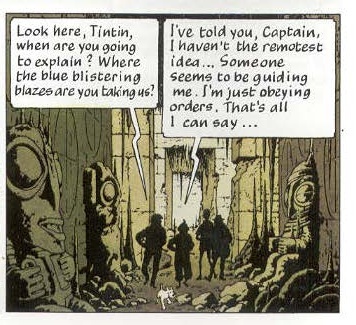 Look here, Tintin,
when are you going
to explain? Where
the blue blistering
blazes are you taking us?
I've told you, Captain,
I haven't the remotest
idea... Someone
seems to be guiding
me. I'm just obeying
orders. That's all
I can say ...